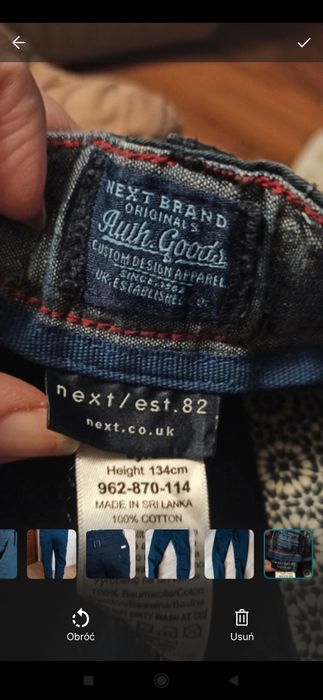 NEXT BRAND
ORIGINALS
Auth. Goods
CUSTOM DESIGN APPAREL
UK. ESTABLISHED
next/est.82
next.co.uk
Height 134cm
962-870-114
MADE IN SRI LANKA
100% COTTON
Obróć
Usuń